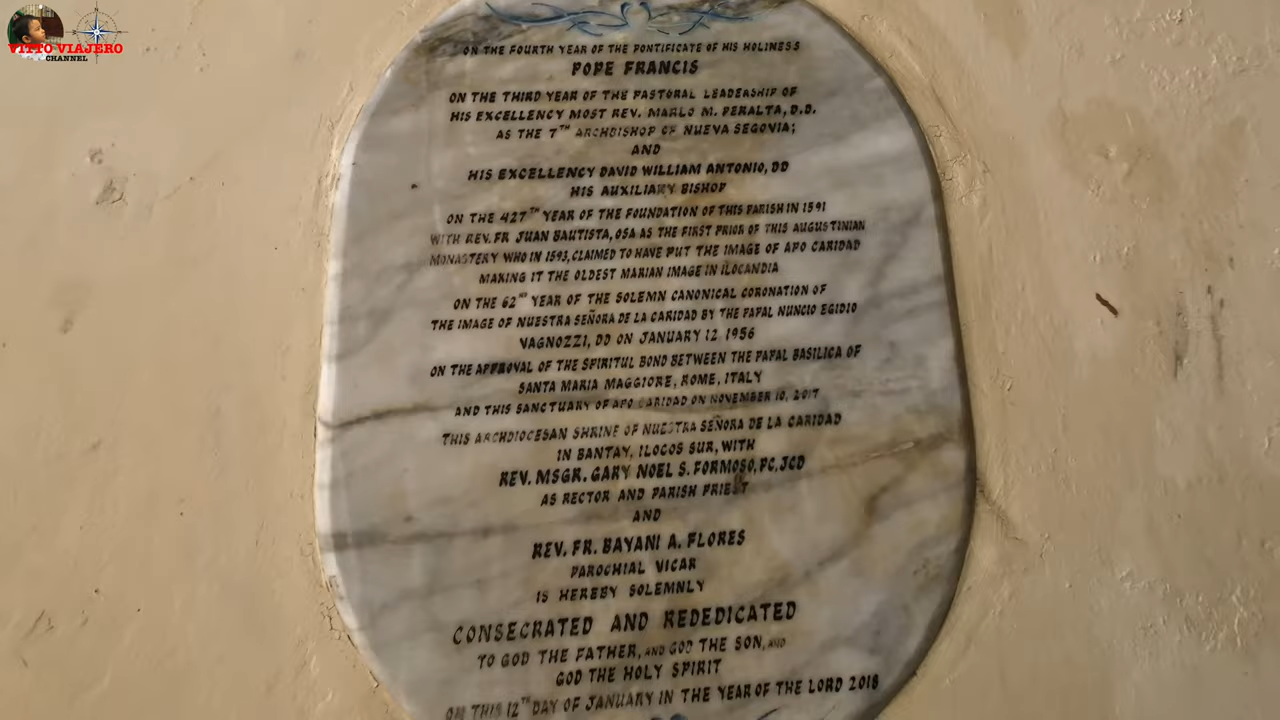 VITTO VIAJERO
CHANNEL
ON THE FOURTH YEAR OF THE PONTIFICATE OF HIS HOLINESS
POPE FRANCIS
ON THE THIRD YEAR OF THE PASTORAL LEADERSHIP OF
HIS EXCELLENCY MOST REV. MARLO M. PERALTA, D.D.
AS THE 7TH ARCHBISHOP OF NUEVA SEGOVIA;
AND
HIS EXCELLENCY DAVID WILLIAM ANTONIO, DD
HIS AUXILIARY BISHOP
ON THE 427TH YEAR OF THE FOUNDATION OF THIS PARISH IN 1591
WITH REV. FR. JUAN BAUTISTA, OSA AS THE FIRST PRIOR OF THIS AUGUSTINIAN
MONASTERY WHO IN 1593, CLAIMED TO HAVE PUT THE IMAGE OF APO CARIDAD
MAKING IT THE OLDEST MARIAN IMAGE IN ILOCANDIA
ON THE 62ND YEAR OF THE SOLEMN CANONICAL CORONATION OF
THE IMAGE OF NUESTRA SEÑORA DE LA CARIDAD BY THE PAPAL NUNCIO EGIDIO
VAGNOZZI, DD ON JANUARY 12, 1956
ON THE APPROVAL OF THE SPIRITUL BOND BETWEEN THE PAPAL BASILICA OF
SANTA MARIA MAGGIORE, ROME, ITALY
AND THIS SANCTUARY OF APO CARIDAD ON NOVEMBER 10, 2017
THIS ARCHDIOCESAN SHRINE OF NUESTRA SEÑORA DE LA CARIDAD
IN BANTAY, ILOCOS SUR, WITH
REV. MSGR. GARY NOEL S. FORMOSO, PC, JCD
AS RECTOR AND PARISH PRIEST
AND
REV. FR. BAYANI A. FLORES
PAROCHIAL VICAR
IS HEREBY SOLEMNLY
CONSECRATED AND REDEDICATED
TO GOD THE FATHER, AND GOD THE SON, AND
GOD THE HOLY SPIRIT
ON THIS 12TH DAY OF JANUARY IN THE YEAR OF THE LORD 2018